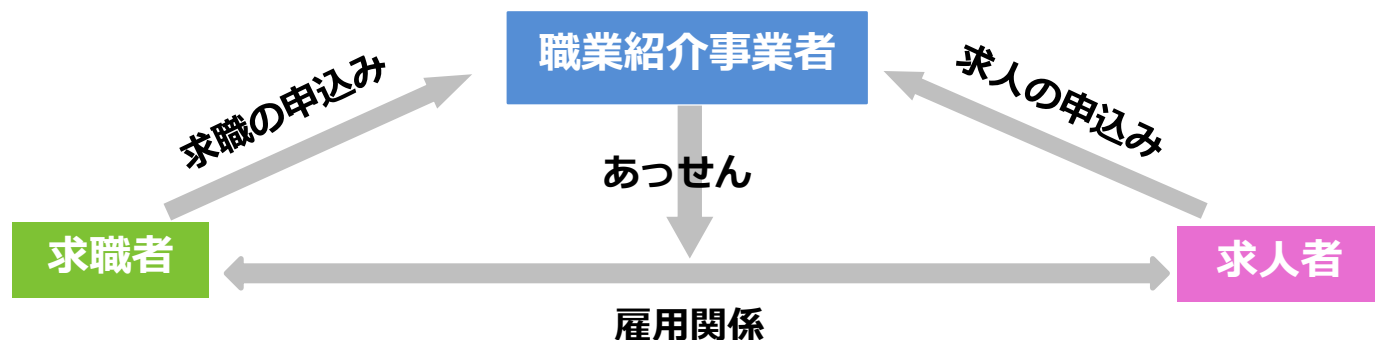 職業紹介事業者
求職の申込み
求人の申込み
あっせん
求職者
求人者
雇用関係